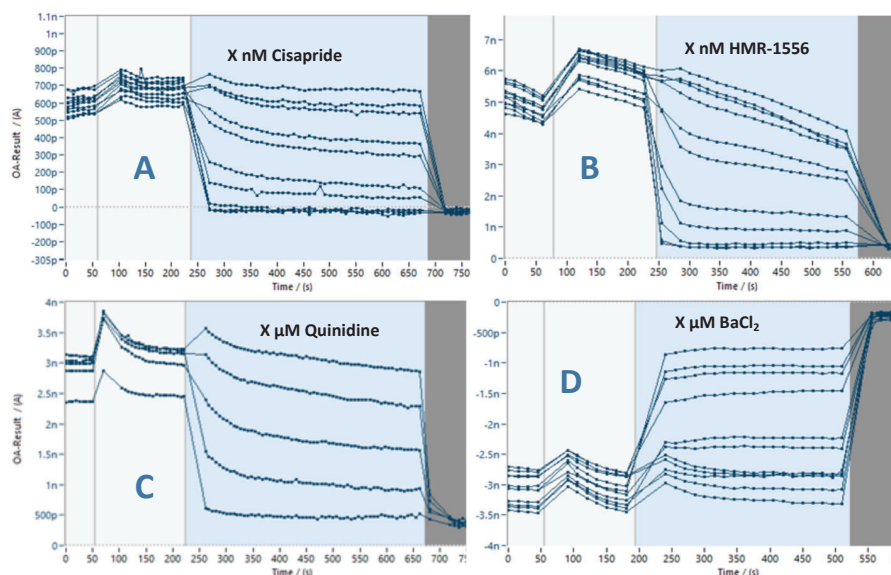 1.1n
900p
800p
700p
600p
500p
400p
300p
200p
100p
0
-100p
-200p
-305p
OA-Result / (A)
X nM Cisapride
A
0 50 100 150 200 250 300 350 400 450 500 550 600 650 700 750
Time / (s)
7n
6n
5n
4n
3n
2n
1n
0
X nM HMR-1556
B
0 50 100 150 200 250 300 350 400 450 500 550 600
Time / (s)
4n
3.5n
3n
2.5n
2n
1.5n
1n
500p
0
OA-Result / (A)
X µM Quinidine
C
0 50 100 150 200 250 300 350 400 450 500 550 600 650 700
Time / (s)
-500p
-1n
-1.5n
-2n
-2.5n
-3n
-3.5n
-4n
X µM BaCl₂
D
0 50 100 150 200 250 300 350 400 450 500 550
Time / (s)